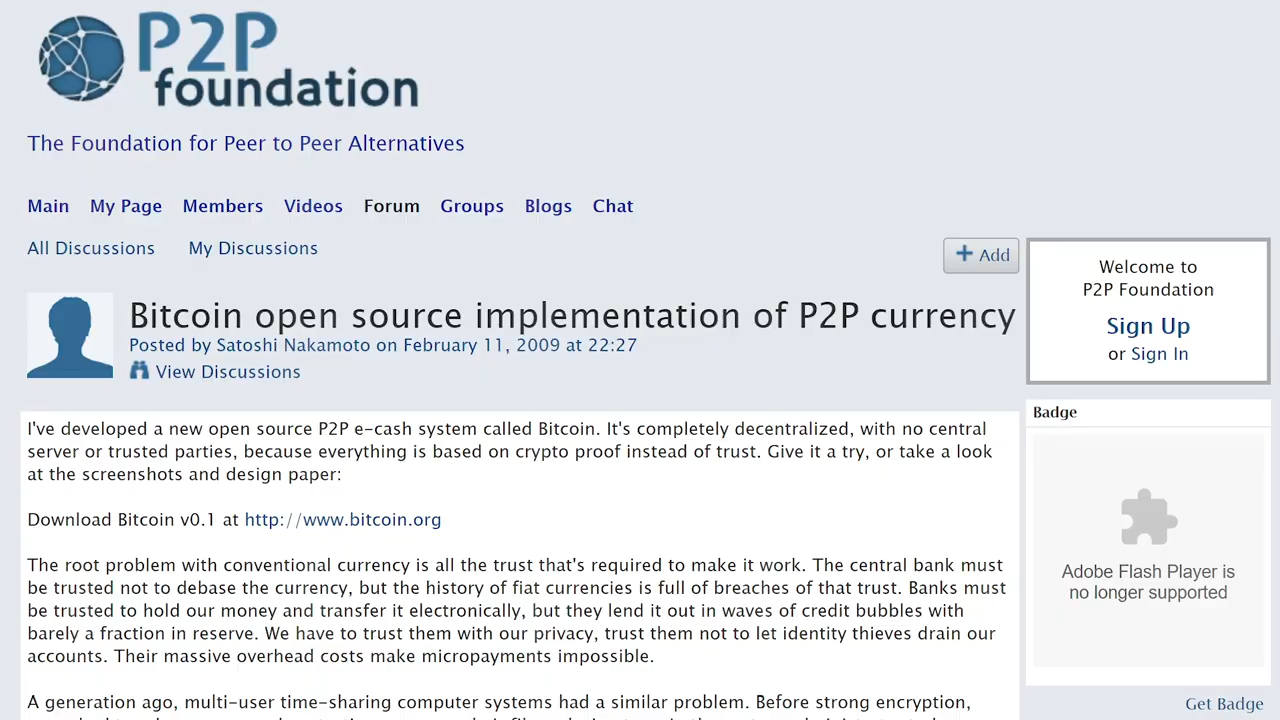 P2P
foundation
The Foundation for Peer to Peer Alternatives
Main My Page Members Videos Forum Groups Blogs Chat
All Discussions My Discussions
Add
Bitcoin open source implementation of P2P currency
Posted by Satoshi Nakamoto on February 11, 2009 at 22:27
View Discussions
I've developed a new open source P2P e-cash system called Bitcoin. It's completely decentralized, with no central
server or trusted parties, because everything is based on crypto proof instead of trust. Give it a try, or take a look
at the screenshots and design paper:
Download Bitcoin v0.1 at http://www.bitcoin.org
The root problem with conventional currency is all the trust that's required to make it work. The central bank must
be trusted not to debase the currency, but the history of fiat currencies is full of breaches of that trust. Banks must
be trusted to hold our money and transfer it electronically, but they lend it out in waves of credit bubbles with
barely a fraction in reserve. We have to trust them with our privacy, trust them not to let identity thieves drain our
accounts. Their massive overhead costs make micropayments impossible.
A generation ago, multi-user time-sharing computer systems had a similar problem. Before strong encryption,
Welcome to
P2P Foundation
Sign Up
or Sign In
Badge
Adobe Flash Player is
no longer supported
Get Badge